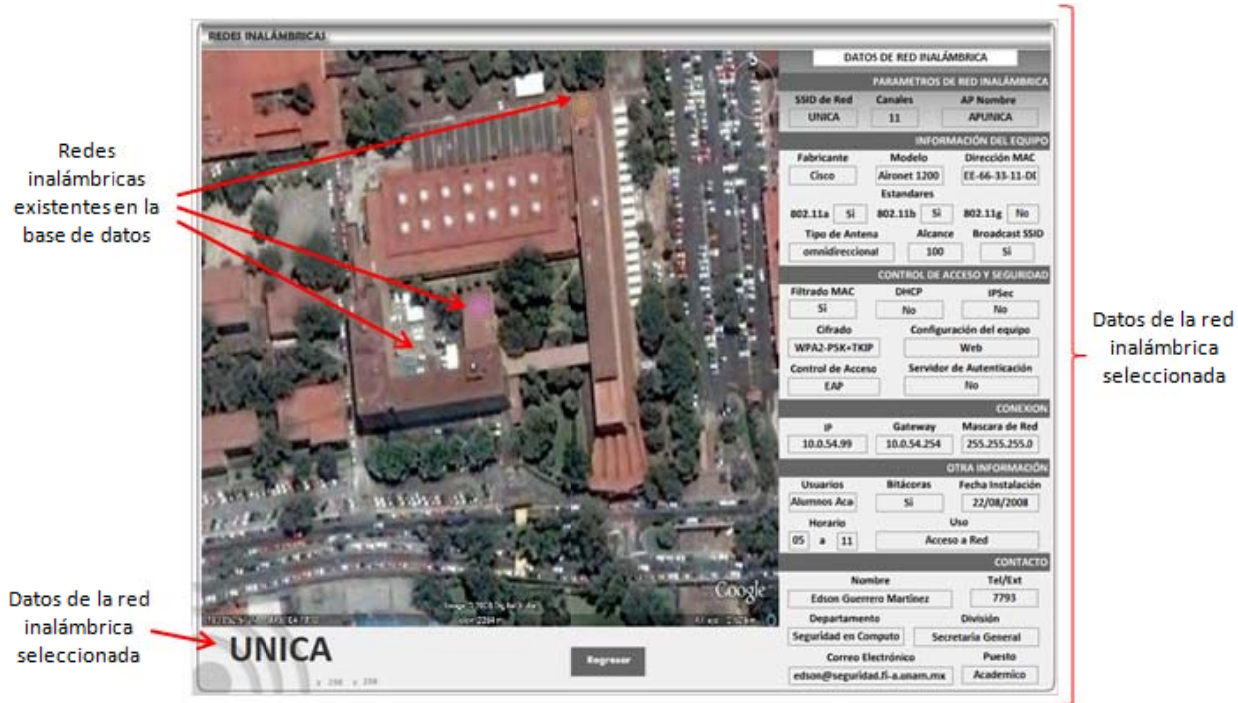 REDES INALÁMBRICAS
Redes
inalámbricas
existentes en la
base de datos
Google
Datos de la red
inalámbrica
seleccionada
UNICA
x 298 y 298
Regresar
DATOS DE RED INALÁMBRICA
PARAMETROS DE RED INALÁMBRICA
SSID de Red Canales AP Nombre
UNICA 11 APUNICA
INFORMACIÓN DEL EQUIPO
Fabricante Modelo Dirección MAC
Cisco Aironet 1200 EE-66-33-11-DI
Estandares
802.11a Si 802.11b Si 802.11g No
Tipo de Antena Alcance Broadcast SSID
omnidireccional 100 Si
CONTROL DE ACCESO Y SEGURIDAD
Filtrado MAC DHCP IPSec
Si No No
Cifrado Configuración del equipo
WPA2-PSK+TKIP Web
Control de Acceso Servidor de Autenticación
EAP No
CONEXION
IP Gateway Mascara de Red
10.0.54.99 10.0.54.254 255.255.255.0
OTRA INFORMACIÓN
Usuarios Bitácoras Fecha Instalación
Alumnos Aca Si 22/08/2008
Horario Uso
05 a 11 Acceso a Red
CONTACTO
Nombre Tel/Ext
Edson Guerrero Martínez 7793
Departamento División
Seguridad en Computo Secretaría General
Correo Electrónico Puesto
edson@seguridad.fi-a.unam.mx Academico
Datos de la red
inalámbrica
seleccionada